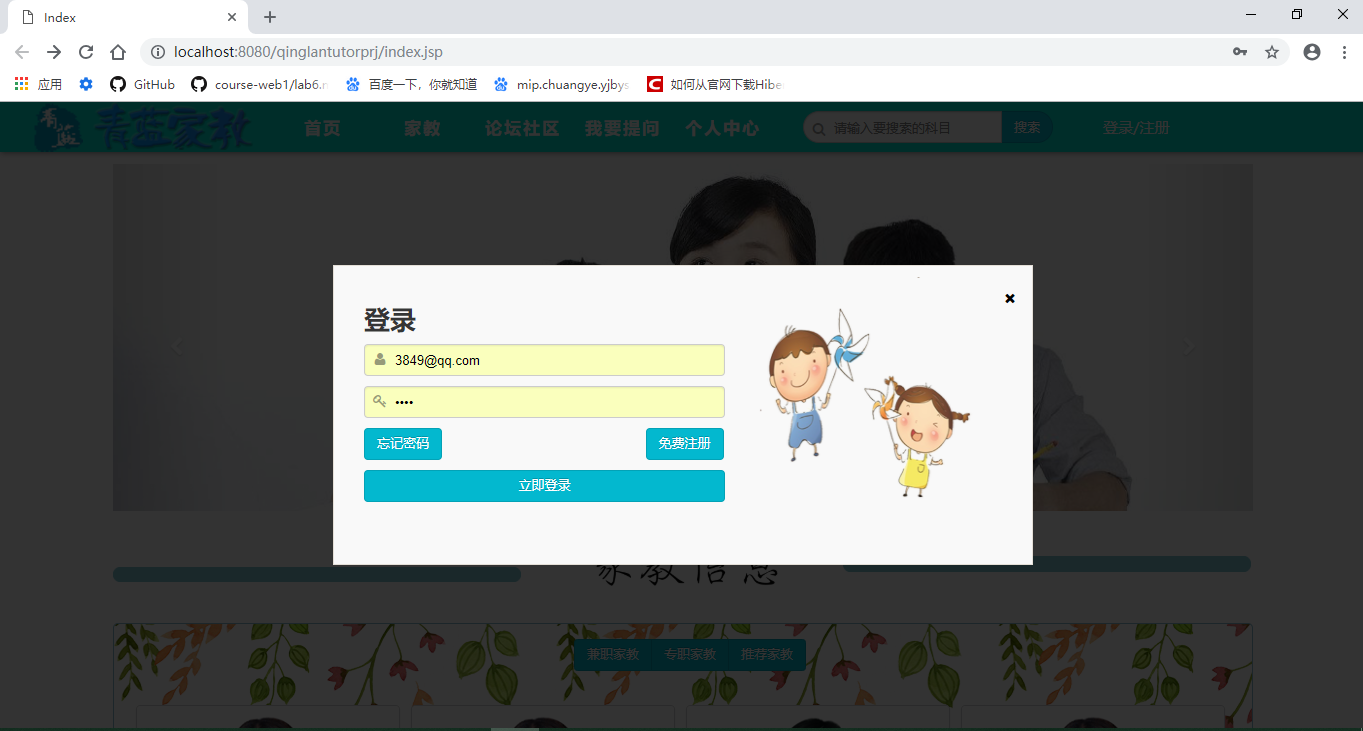 Index
localhost:8080/qinglantutorprj/index.jsp
应用 GitHub course-web1/lab6.r 百度一下，你就知道 mip.chuangye.yjbys 如何从官网下载Hibe
青蓝 青蓝家教 首页 家教 论坛社区 我要提问 个人中心 请输入要搜索的科目 搜索 登录/注册
登录
3849@qq.com
••••
忘记密码 免费注册
立即登录
家教信息
兼职家教 专职家教 推荐家教